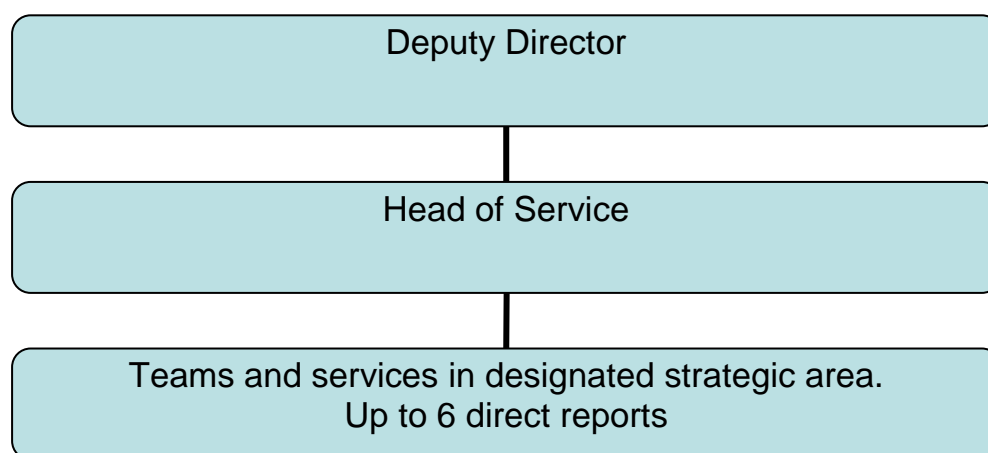 Deputy Director
Head of Service
Teams and services in designated strategic area.
Up to 6 direct reports